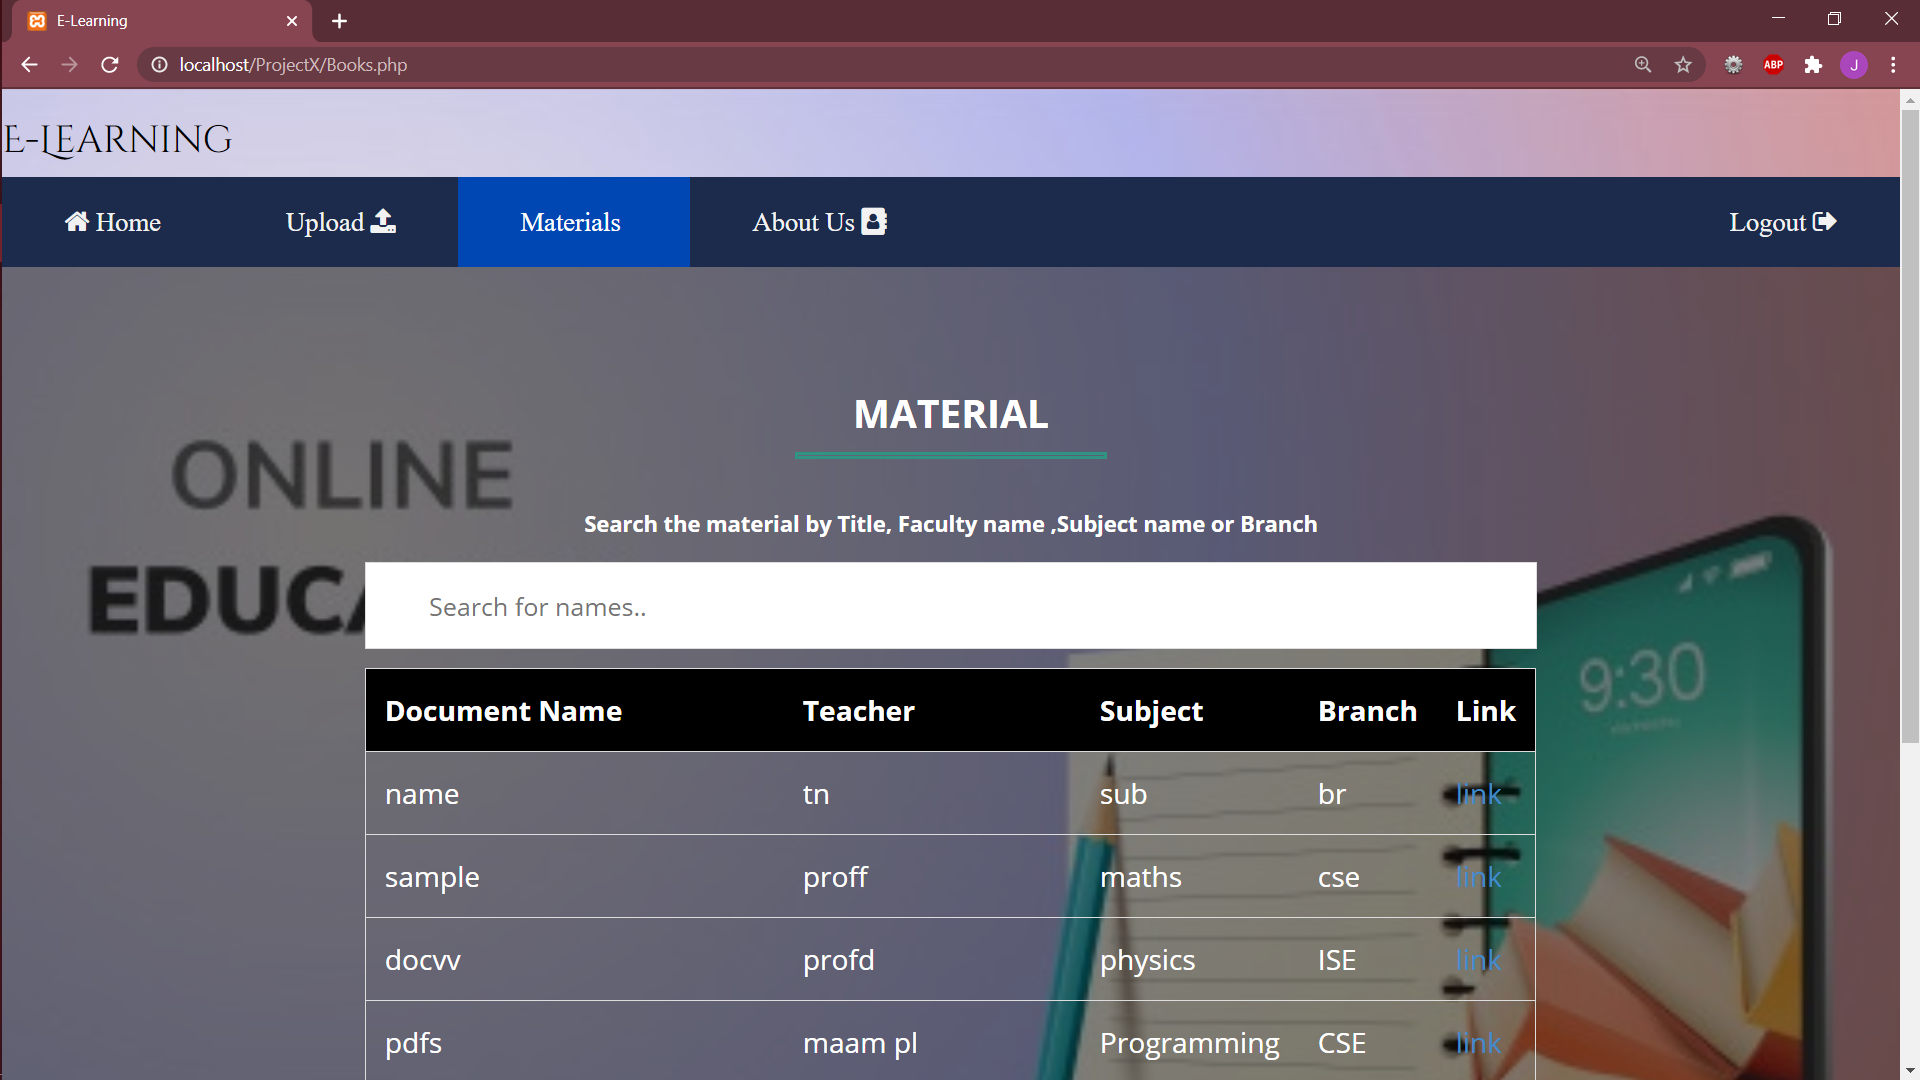 E-Learning
localhost/ProjectX/Books.php
ABP
J
E-LEARNING
Home
Upload
Materials
About Us
Logout
MATERIAL
ONLINE
Search the material by Title, Faculty name ,Subject name or Branch
EDUCA
Search for names..
9:30
Document Name Teacher Subject Branch Link
name tn sub br link
sample proff maths cse link
docvv profd physics ISE link
pdfs maam pl Programming CSE link